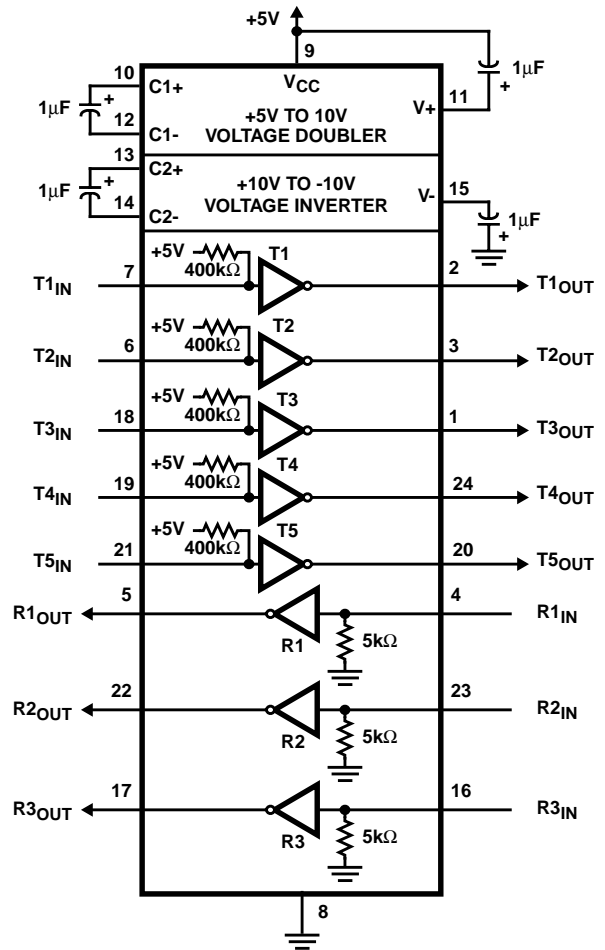 +5V
9
10
1µF
+
12
C1+
C1-
VCC
+5V TO 10V
VOLTAGE DOUBLER
V+
11
1µF
+
13
1µF
+
14
C2+
C2-
+10V TO -10V
VOLTAGE INVERTER
V-
15
1µF
+
T1IN
7
+5V
400kΩ
T1
2
T1OUT
T2IN
6
+5V
400kΩ
T2
3
T2OUT
T3IN
18
+5V
400kΩ
T3
1
T3OUT
T4IN
19
+5V
400kΩ
T4
24
T4OUT
T5IN
21
+5V
400kΩ
T5
20
T5OUT
R1OUT
5
R1
5kΩ
4
R1IN
R2OUT
22
R2
5kΩ
23
R2IN
R3OUT
17
R3
5kΩ
16
R3IN
8